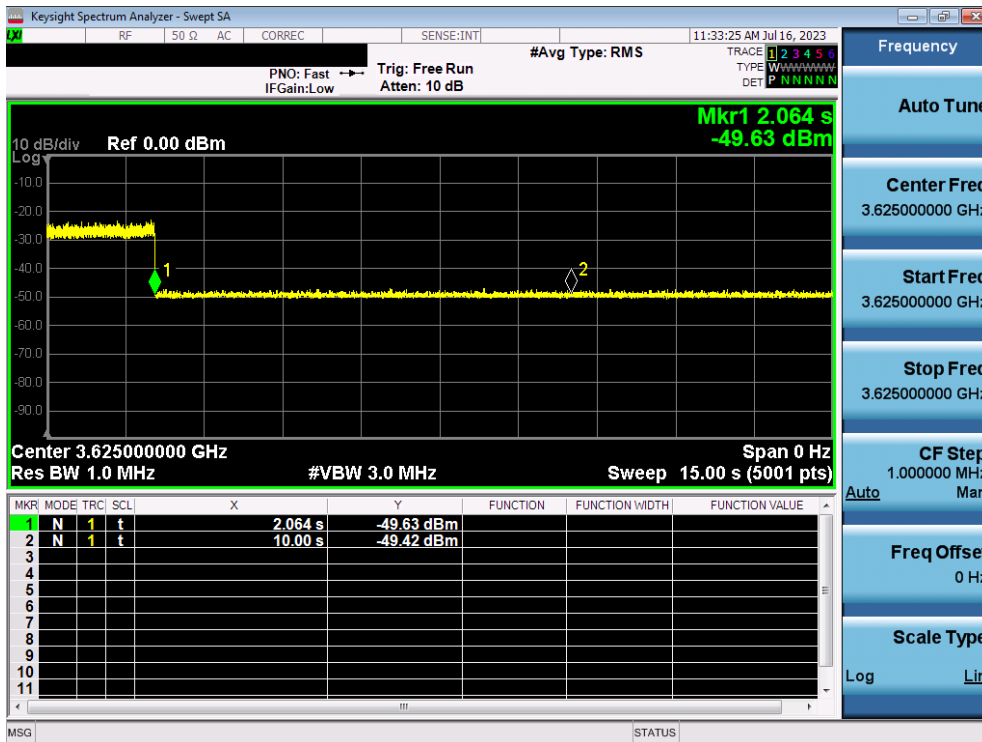 Keysight Spectrum Analyzer - Swept SA
LXI RF 50 Ω AC CORREC SENSE:INT 11:33:25 AM Jul 16, 2023
PNO: Fast
IFGain:Low
Trig: Free Run
Atten: 10 dB
#Avg Type: RMS
TRACE 1 2 3 4 5 6
TYPE W W W W W W
DET P N N N N N
Mkr1 2.064 s
-49.63 dBm
10 dB/div Ref 0.00 dBm
Log
-10.0
-20.0
-30.0
-40.0
-50.0
-60.0
-70.0
-80.0
-90.0
1
2
Center 3.625000000 GHz Span 0 Hz
Res BW 1.0 MHz #VBW 3.0 MHz Sweep 15.00 s (5001 pts)
MKR MODE TRC SCL X Y FUNCTION FUNCTION WIDTH FUNCTION VALUE
1 N 1 t 2.064 s -49.63 dBm
2 N 1 t 10.00 s -49.42 dBm
3
4
5
6
7
8
9
10
11
MSG STATUS
Frequency
Auto Tune
Center Freq
3.625000000 GHz
Start Freq
3.625000000 GHz
Stop Freq
3.625000000 GHz
CF Step
1.000000 MHz
Auto Man
Freq Offset
0 Hz
Scale Type
Log Lin